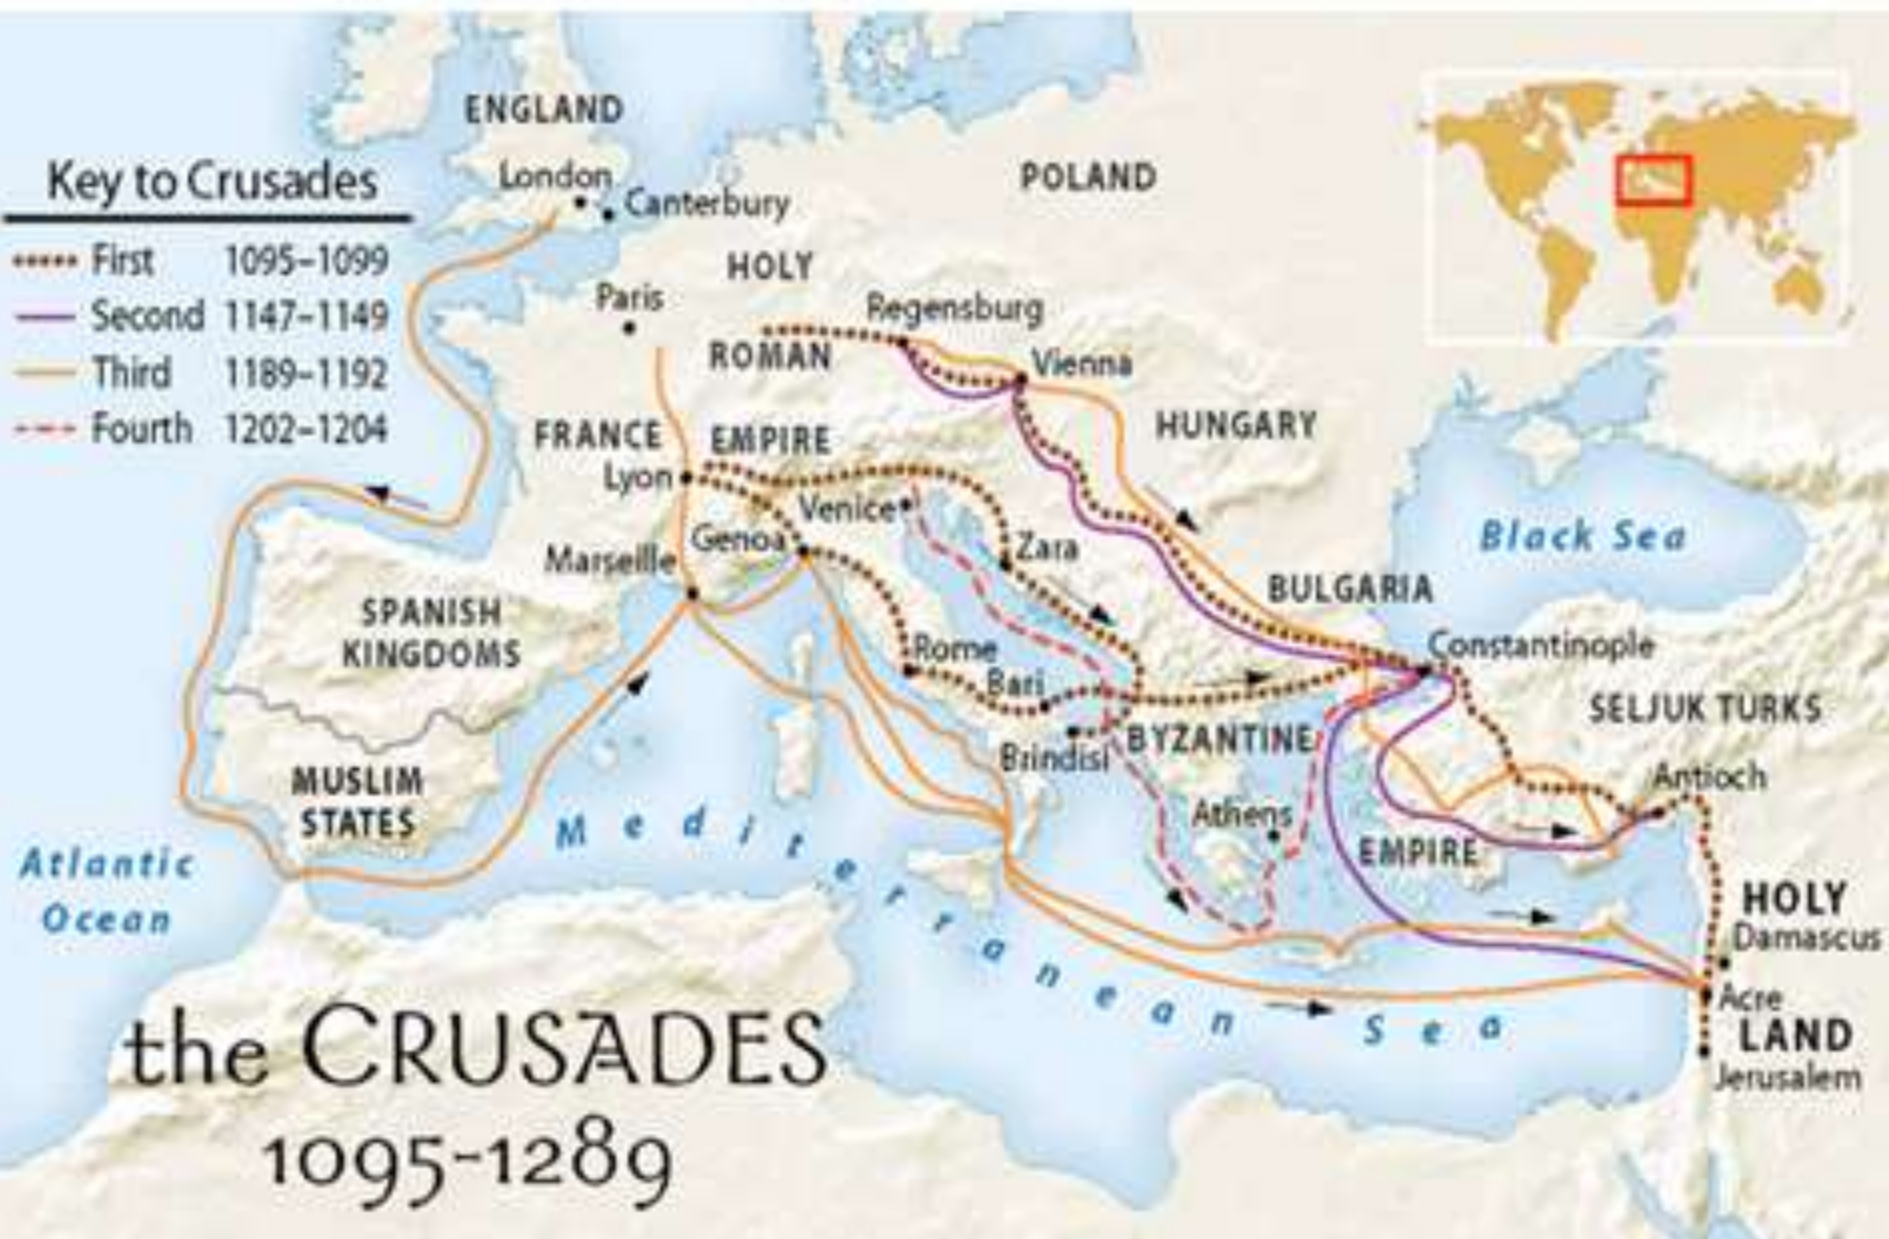 ENGLAND
London
Canterbury
POLAND
Key to Crusades
First 1095–1099
Second 1147–1149
Third 1189–1192
Fourth 1202–1204
HOLY
Paris
Regensburg
ROMAN
Vienna
FRANCE
EMPIRE
HUNGARY
Lyon
Venice
Genoa
Zara
Marseille
Black Sea
BULGARIA
SPANISH
KINGDOMS
Constantinople
Rome
Bari
SELJUK TURKS
BYZANTINE
Brindisi
MUSLIM
STATES
Antioch
Athens
EMPIRE
Atlantic
Ocean
Mediterranean Sea
HOLY
Damascus
Acre
LAND
Jerusalem
the CRUSADES
1095-1289